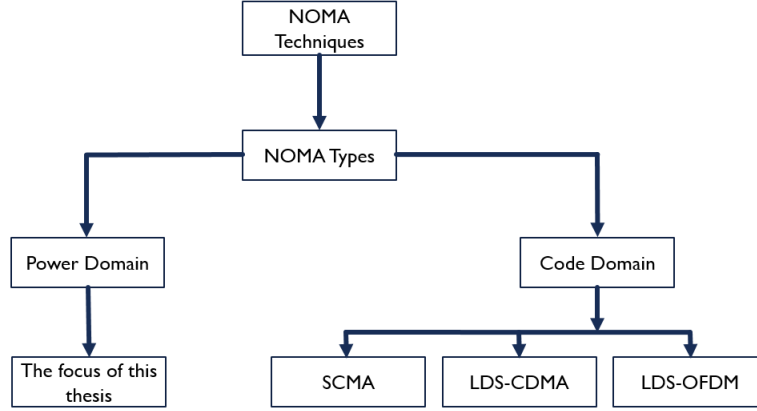 NOMA
Techniques
NOMA Types
Power Domain
Code Domain
The focus of this
thesis
SCMA
LDS-CDMA
LDS-OFDM